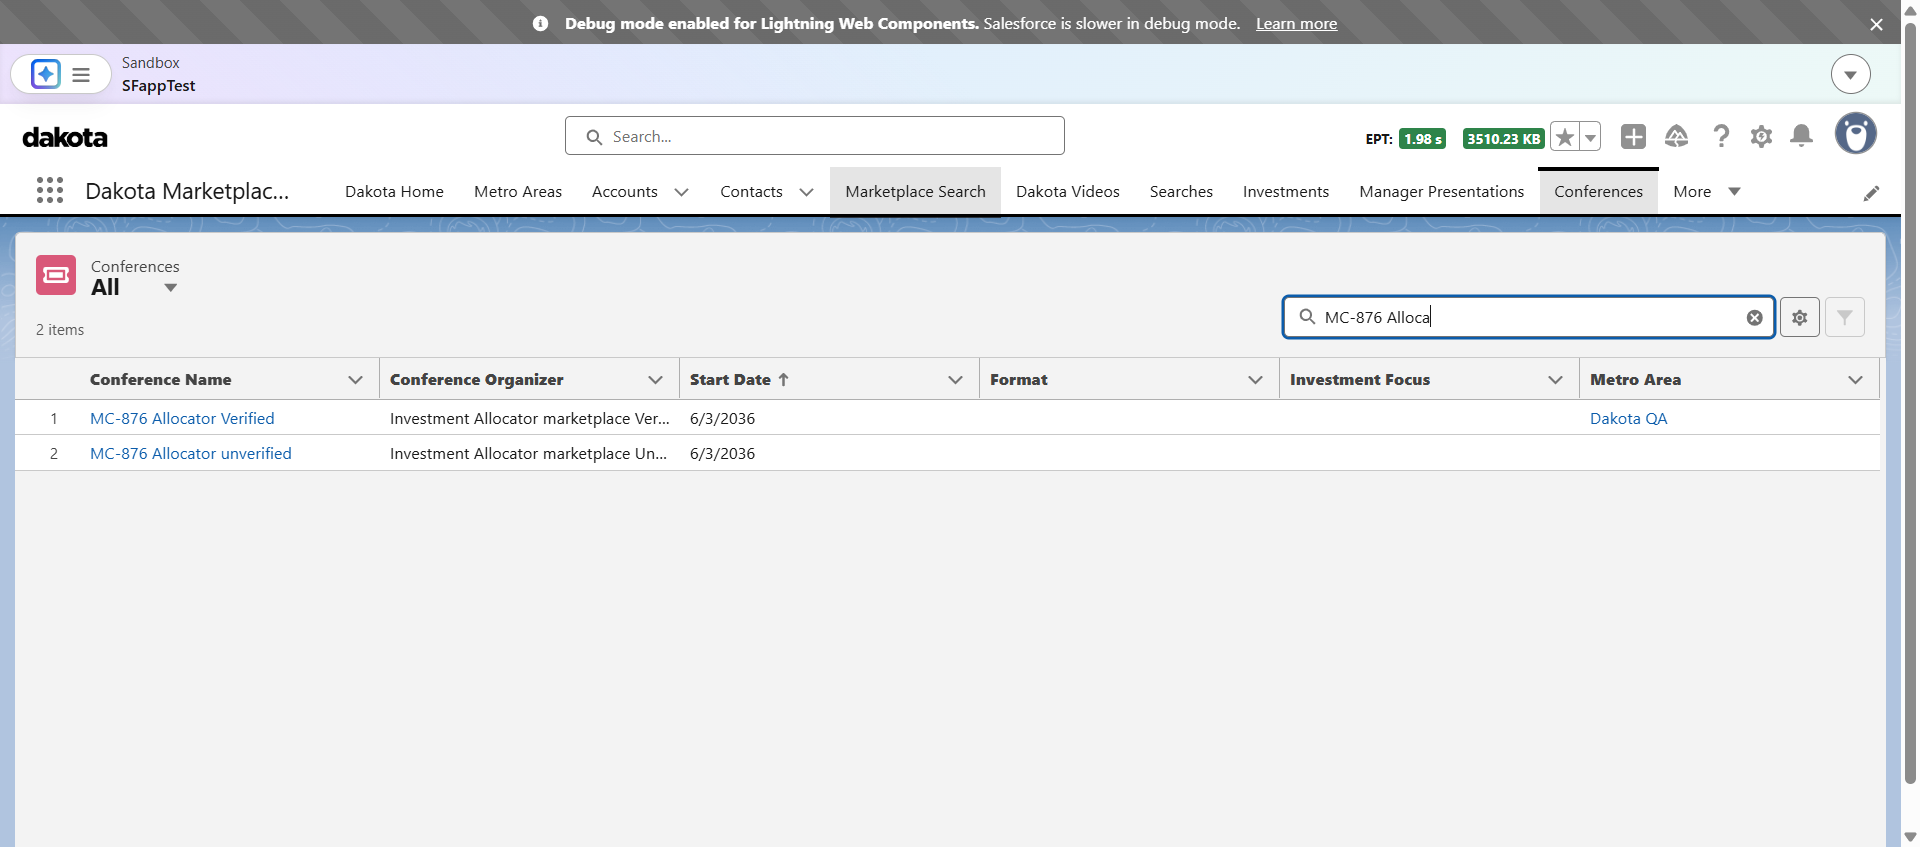 Debug mode enabled for Lightning Web Components. Salesforce is slower in debug mode. Learn more
Sandbox
SFappTest
dakota
Search...
EPT: 1.98 s 3510.23 KB
Dakota Marketplac...
Dakota Home
Metro Areas
Accounts
Contacts
Marketplace Search
Dakota Videos
Searches
Investments
Manager Presentations
Conferences
More
Conferences
All
2 items
MC-876 Alloca
Conference Name Conference Organizer Start Date Format Investment Focus Metro Area
1 MC-876 Allocator Verified Investment Allocator marketplace Ver... 6/3/2036 Dakota QA
2 MC-876 Allocator unverified Investment Allocator marketplace Un... 6/3/2036